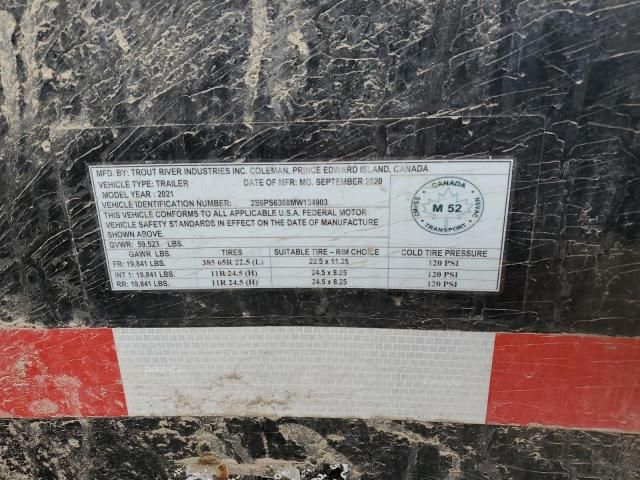 MFG. BY: TROUT RIVER INDUSTRIES INC. COLEMAN, PRINCE EDWARD ISLAND, CANADA
VEHICLE TYPE: TRAILER DATE OF MFR: MO. SEPTEMBER 2020
MODEL YEAR : 2021
VEHICLE IDENTIFICATION NUMBER: 2S9PS6368MW134903
THIS VEHICLE CONFORMS TO ALL APPLICABLE U.S.A. FEDERAL MOTOR
VEHICLE SAFETY STANDARDS IN EFFECT ON THE DATE OF MANUFACTURE
SHOWN ABOVE.
GVWR: 59,523 LBS.
GAWR LBS. TIRES SUITABLE TIRE – RIM CHOICE COLD TIRE PRESSURE
FR: 19,841 LBS. 385 65R 22.5 (L) 22.5 x 11.25 120 PSI
INT 1: 19,841 LBS. 11R 24.5 (H) 24.5 x 8.25 120 PSI
RR: 19,841 LBS. 11R 24.5 (H) 24.5 x 8.25 120 PSI
CANADA
M 52
TRANSPORT